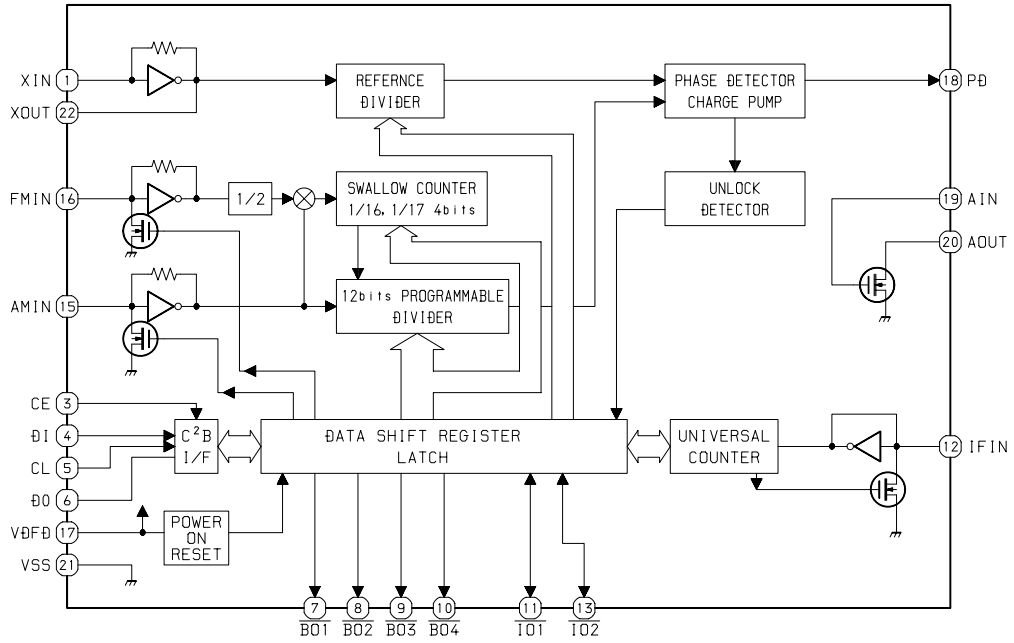 XIN 1
REFERNCE
DIVIDER
PHASE DETECTOR
CHARGE PUMP
18 PD
XOUT 22
FMIN 16
1/2
SWALLOW COUNTER
1/16, 1/17 4bits
UNLOCK
DETECTOR
19 AIN
20 AOUT
AMIN 15
12bits PROGRAMMABLE
DIVIDER
CE 3
DI 4
CL 5
DO 6
C²B
I/F
DATA SHIFT REGISTER
LATCH
UNIVERSAL
COUNTER
12 IFIN
VDFD 17
POWER
ON
RESET
VSS 21
7 8 9 10 11 13
BO1 BO2 BO3 BO4 IO1 IO2